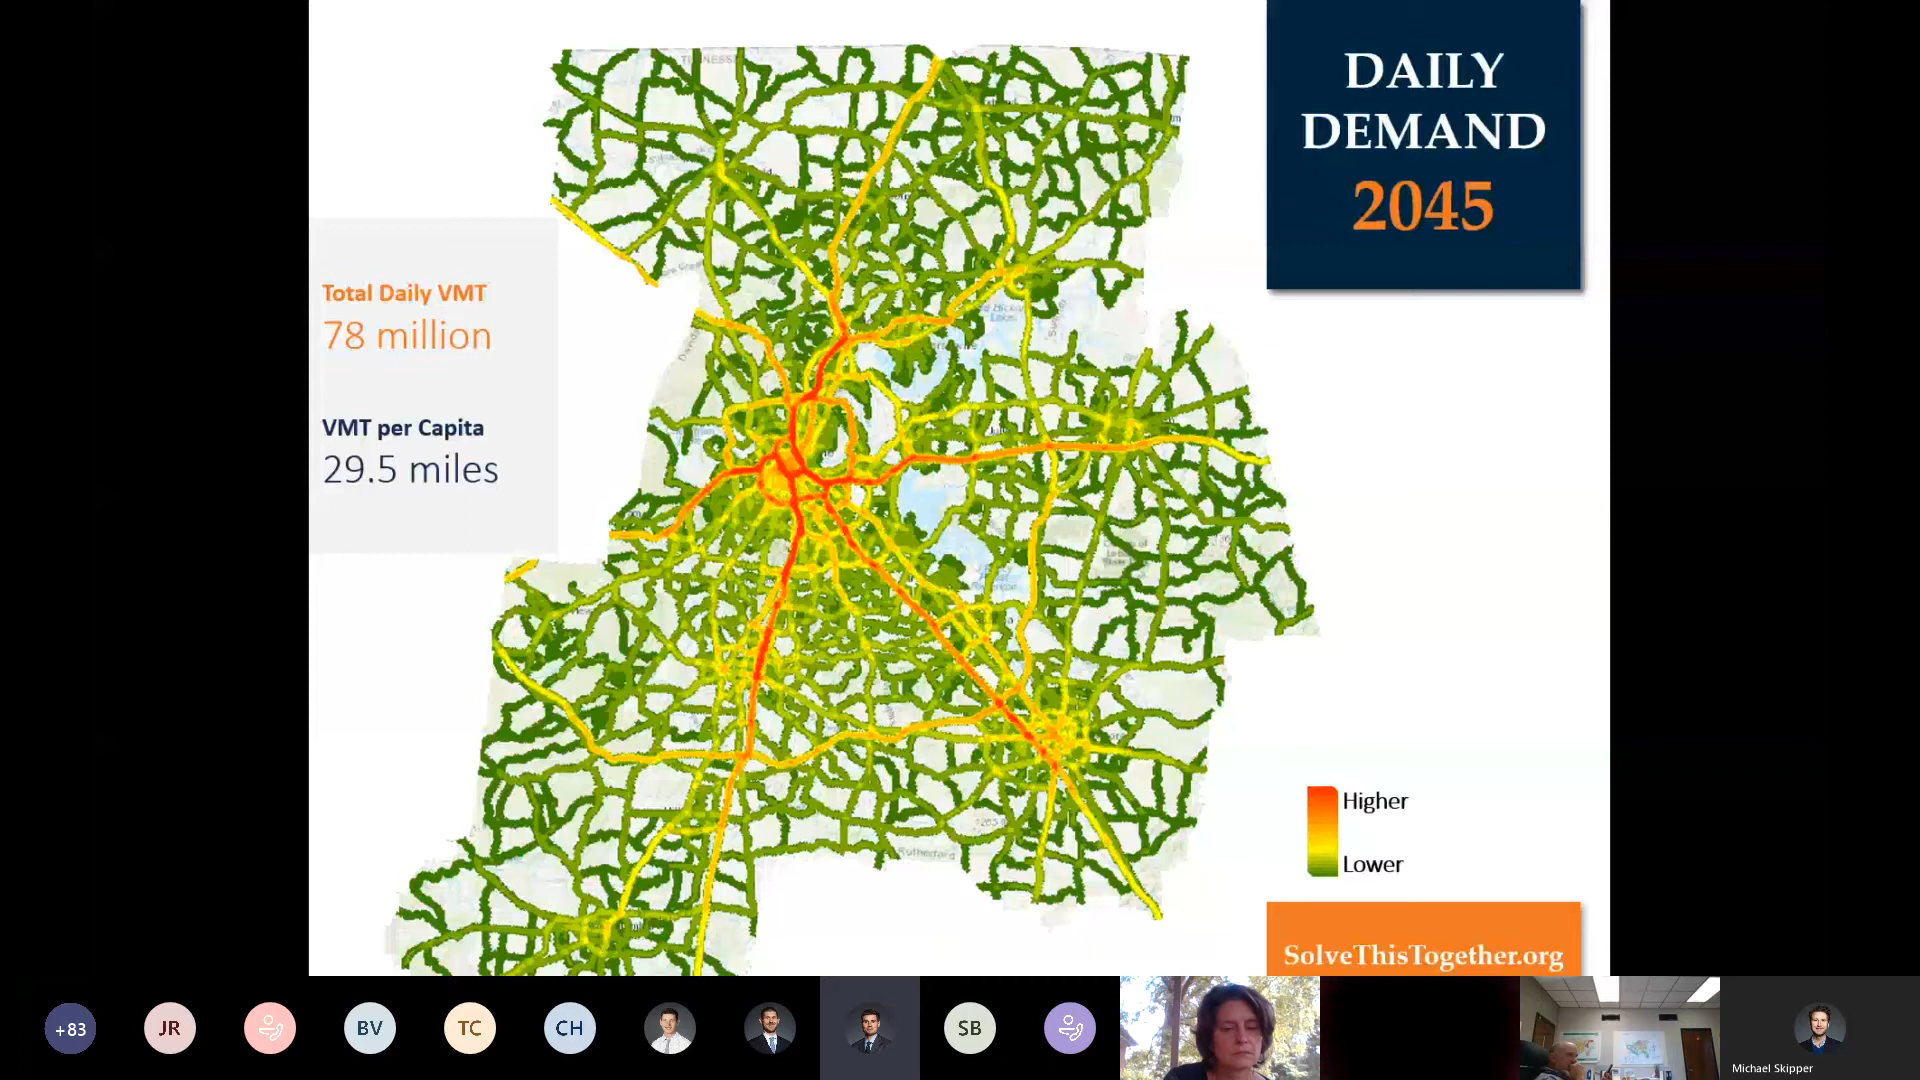 DAILY
DEMAND
2045
Total Daily VMT
78 million
VMT per Capita
29.5 miles
Rutherford
Higher
Lower
SolveThisTogether.org
+83
JR
BV
TC
CH
SB
Michael Skipper